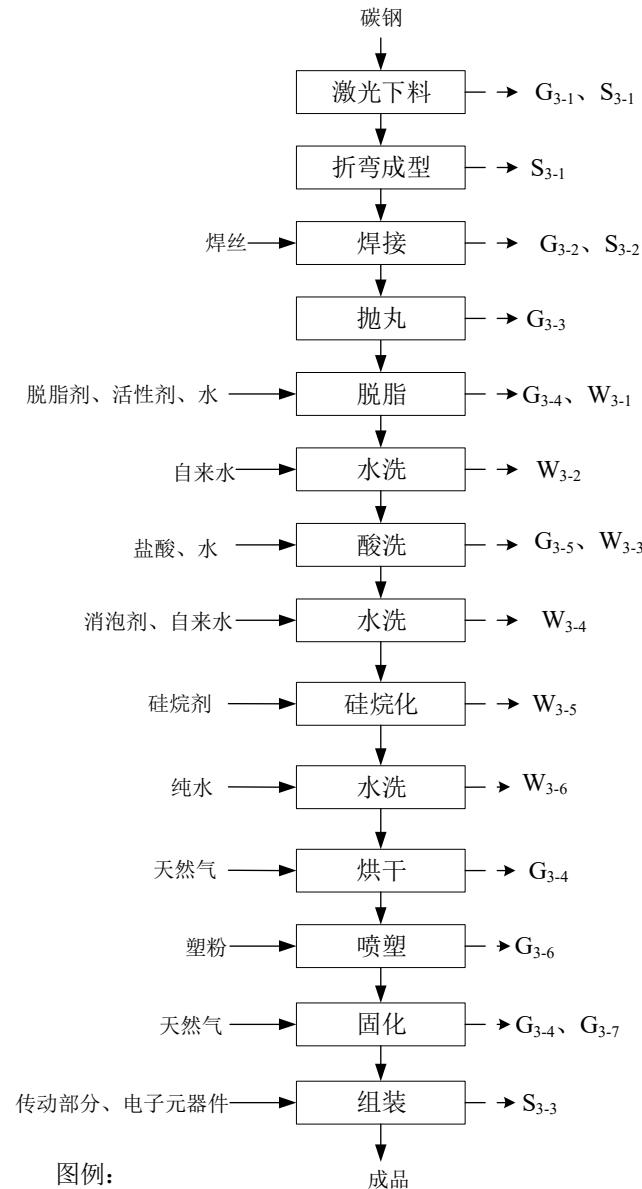 碳钢
激光下料 G3-1、S3-1
折弯成型 S3-1
焊丝 焊接 G3-2、S3-2
抛丸 G3-3
脱脂剂、活性剂、水 脱脂 G3-4、W3-1
自来水 水洗 W3-2
盐酸、水 酸洗 G3-5、W3-3
消泡剂、自来水 水洗 W3-4
硅烷剂 硅烷化 W3-5
纯水 水洗 W3-6
天然气 烘干 G3-4
塑粉 喷塑 G3-6
天然气 固化 G3-4、G3-7
传动部分、电子元器件 组装 S3-3
图例： 成品